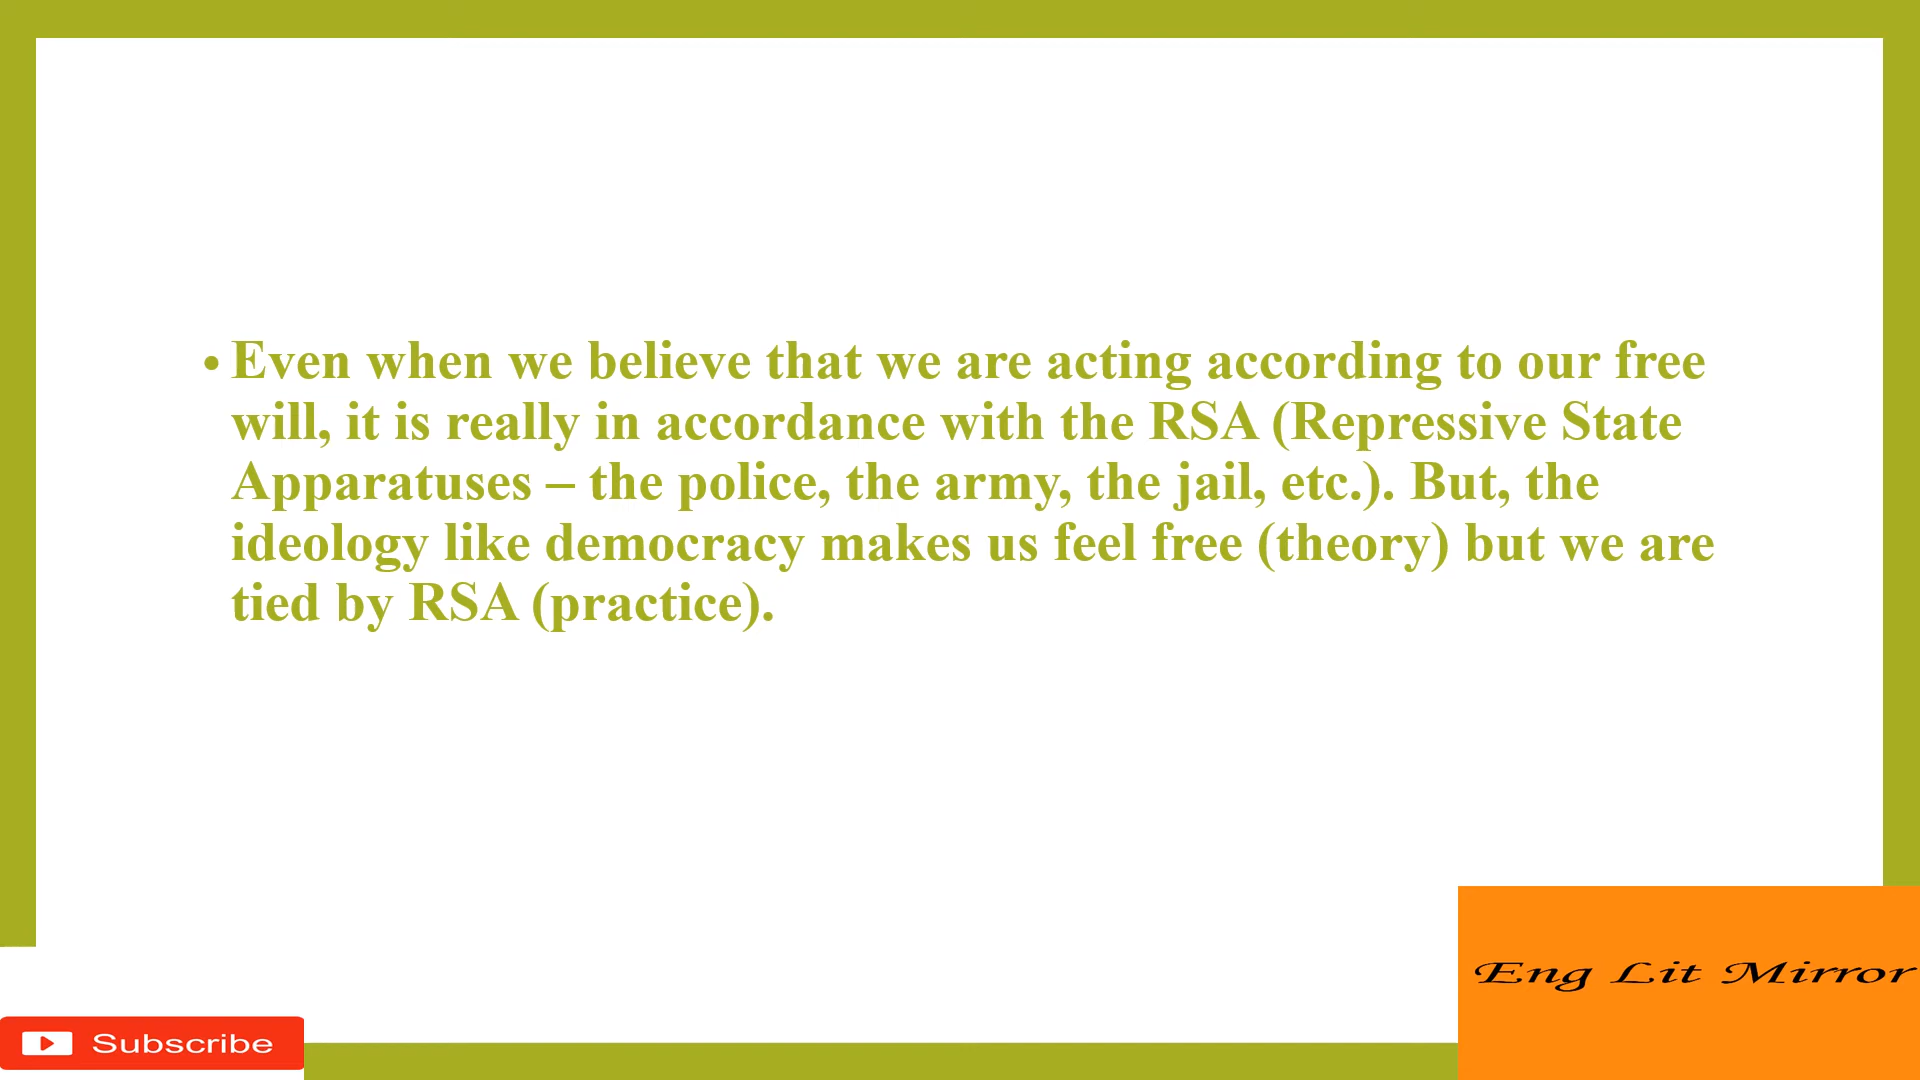 • Even when we believe that we are acting according to our free
will, it is really in accordance with the RSA (Repressive State
Apparatuses – the police, the army, the jail, etc.). But, the
ideology like democracy makes us feel free (theory) but we are
tied by RSA (practice).
Eng Lit Mirror
Subscribe